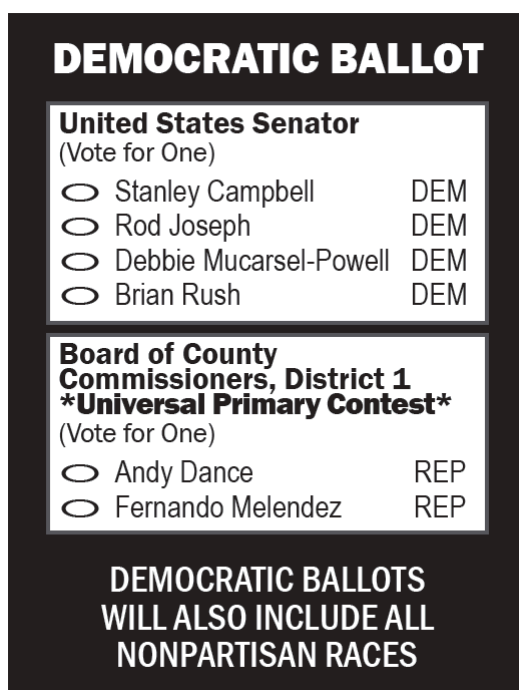 DEMOCRATIC BALLOT
United States Senator
(Vote for One)
Stanley Campbell DEM
Rod Joseph DEM
Debbie Mucarsel-Powell DEM
Brian Rush DEM
Board of County
Commissioners, District 1
*Universal Primary Contest*
(Vote for One)
Andy Dance REP
Fernando Melendez REP
DEMOCRATIC BALLOTS
WILL ALSO INCLUDE ALL
NONPARTISAN RACES